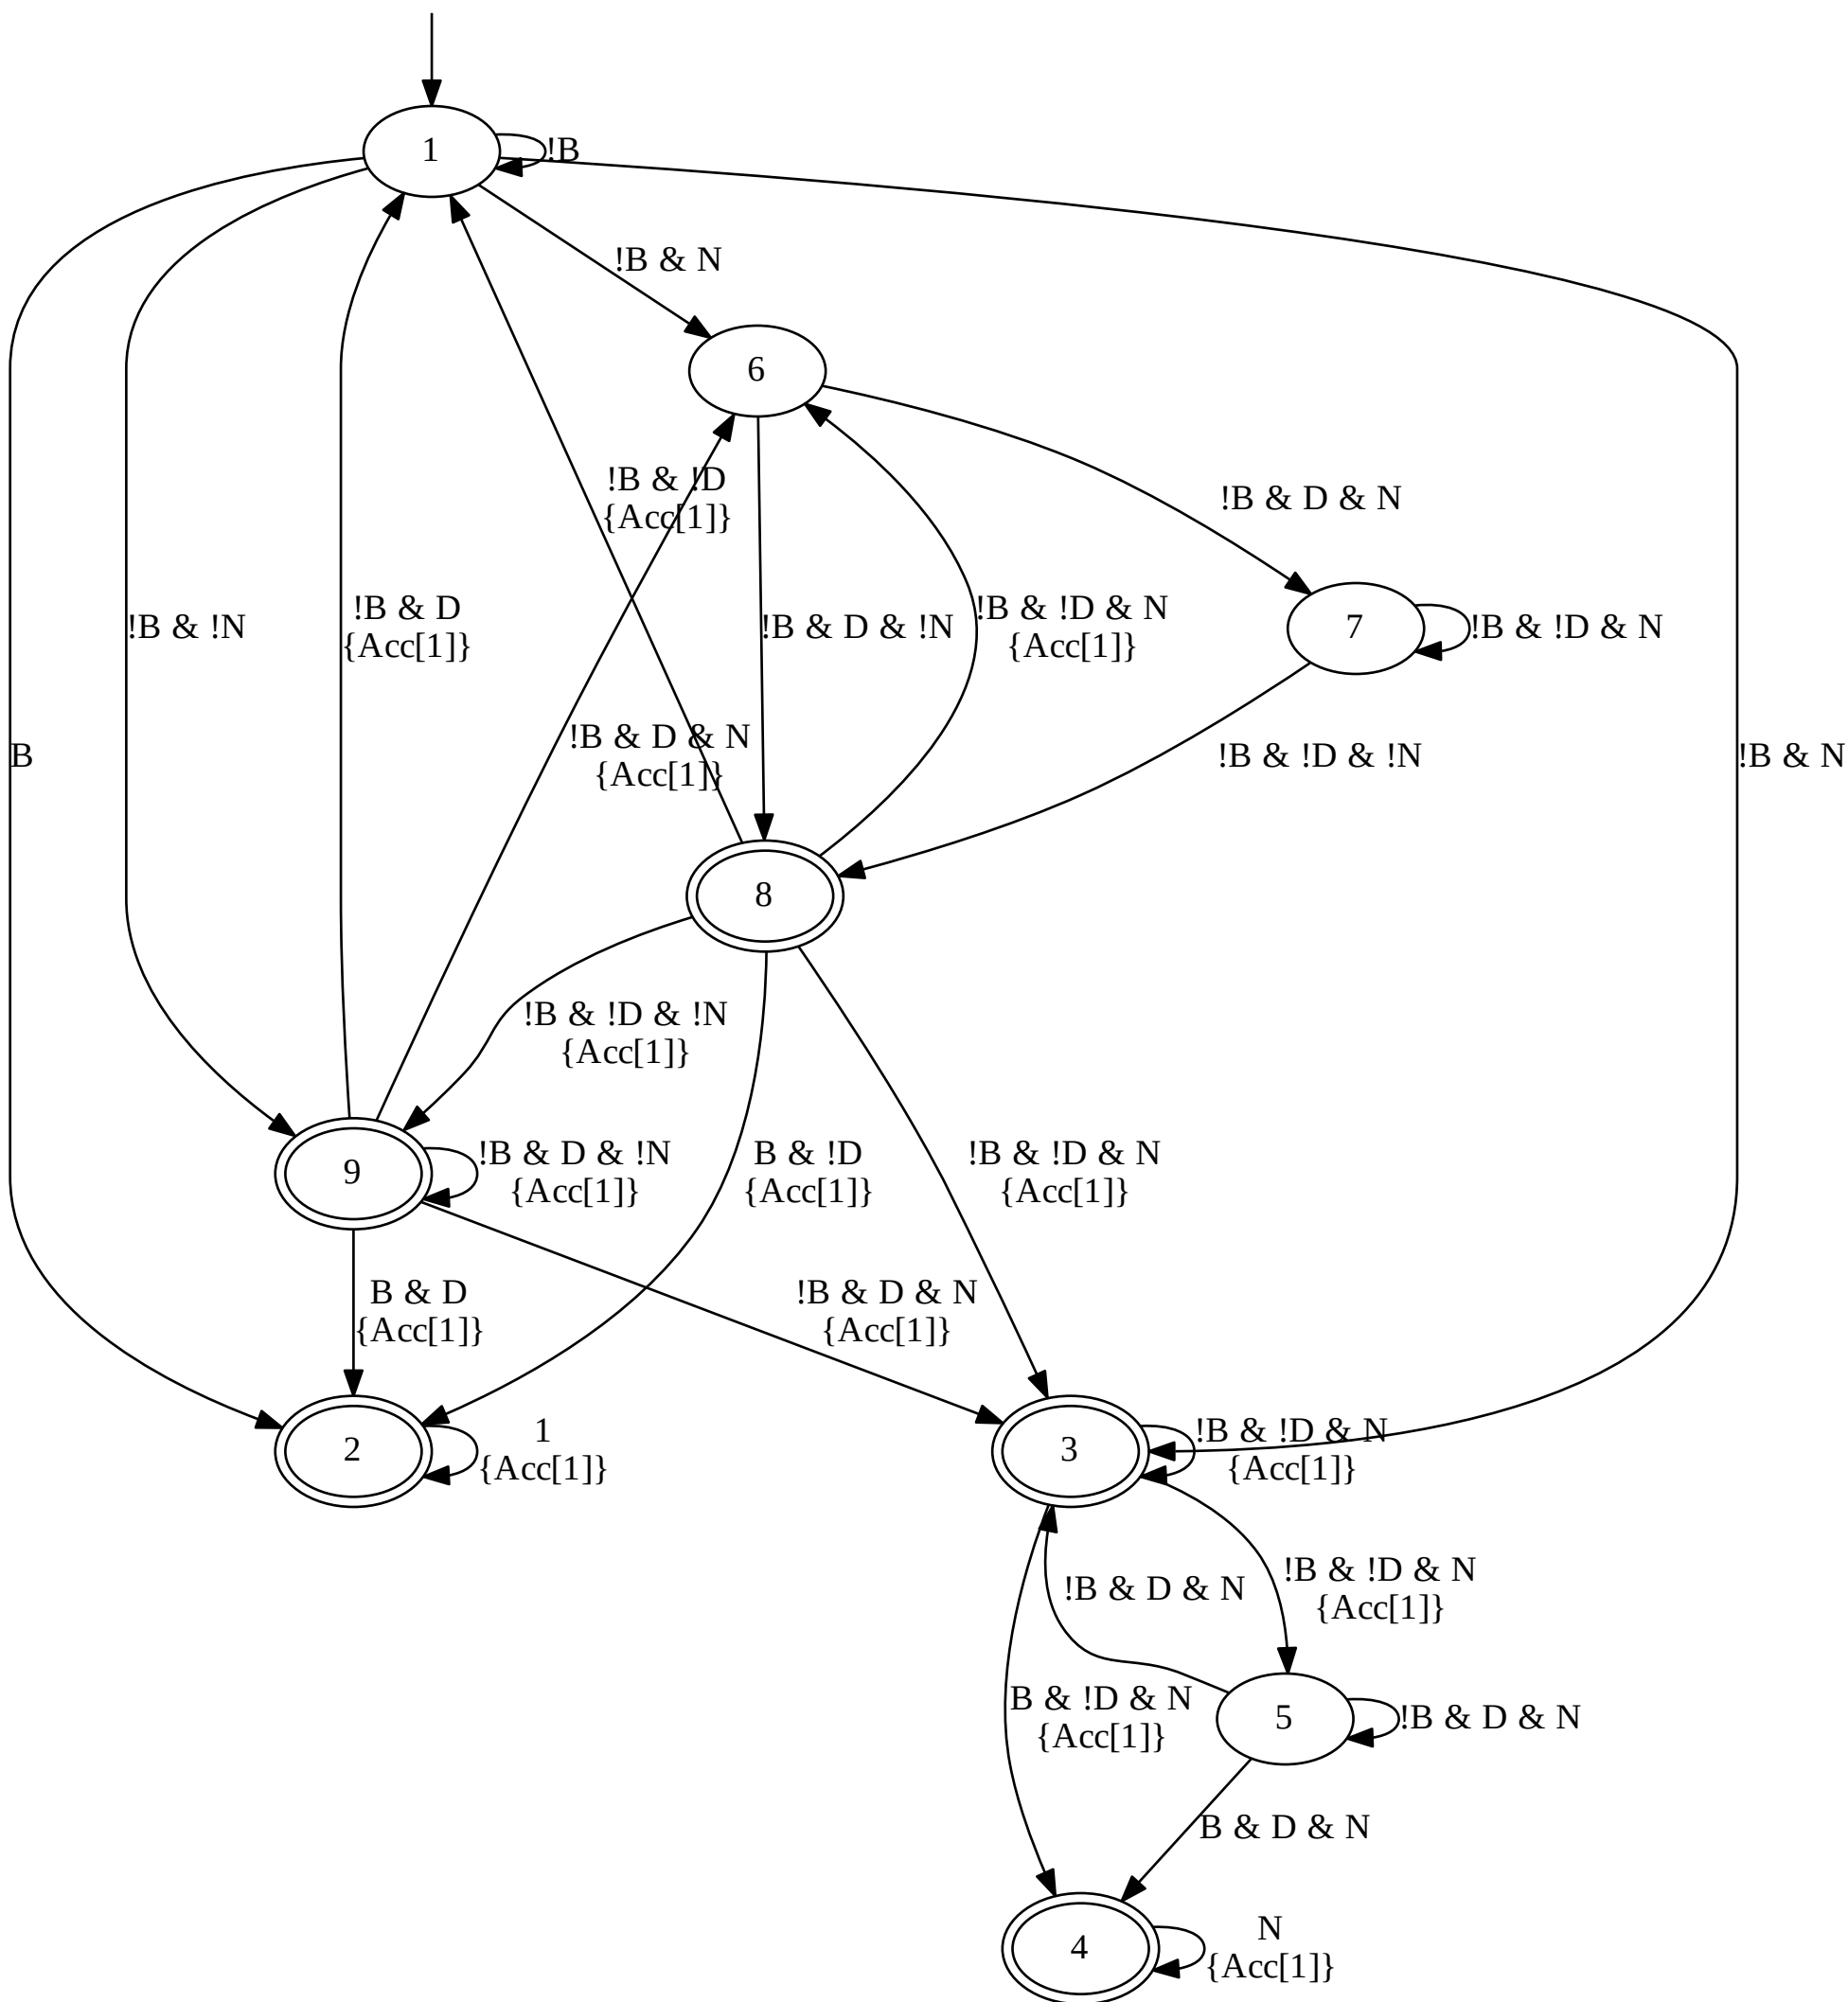 1
!B
!B & N
6
!B & !D
{Acc[1]}
!B & D & N
!B & !N
!B & D
{Acc[1]}
!B & D & !N
!B & !D & N
{Acc[1]}
7
!B & !D & N
B
!B & D & N
{Acc[1]}
!B & !D & !N
!B & N
8
!B & !D & !N
{Acc[1]}
9
!B & D & !N
{Acc[1]}
B & !D
{Acc[1]}
!B & !D & N
{Acc[1]}
B & D
{Acc[1]}
!B & D & N
{Acc[1]}
2
1
{Acc[1]}
3
!B & !D & N
{Acc[1]}
!B & D & N
!B & !D & N
{Acc[1]}
B & !D & N
{Acc[1]}
5
!B & D & N
B & D & N
4
N
{Acc[1]}